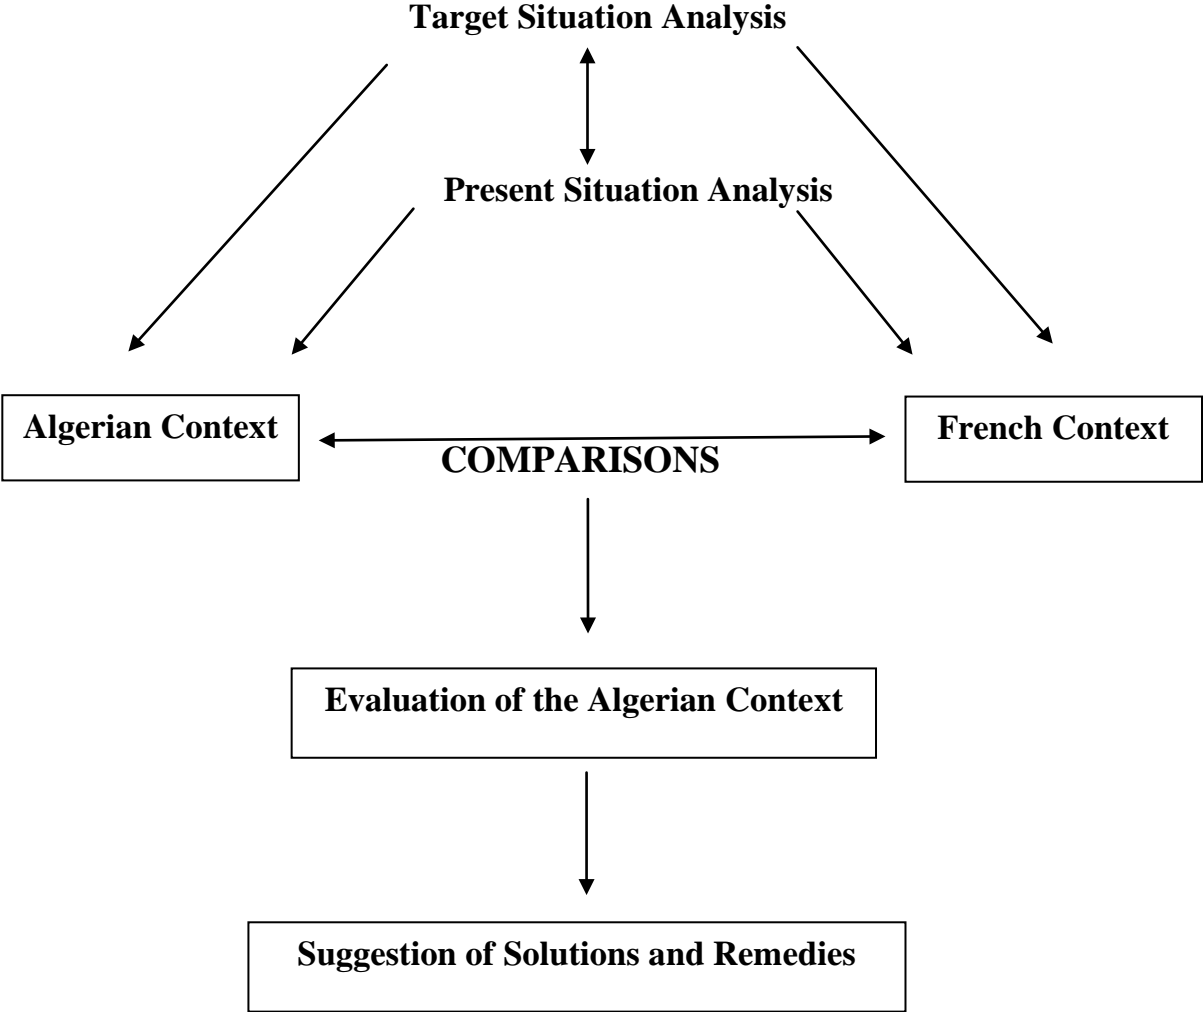 Target Situation Analysis
Present Situation Analysis
Algerian Context
French Context
COMPARISONS
Evaluation of the Algerian Context
Suggestion of Solutions and Remedies